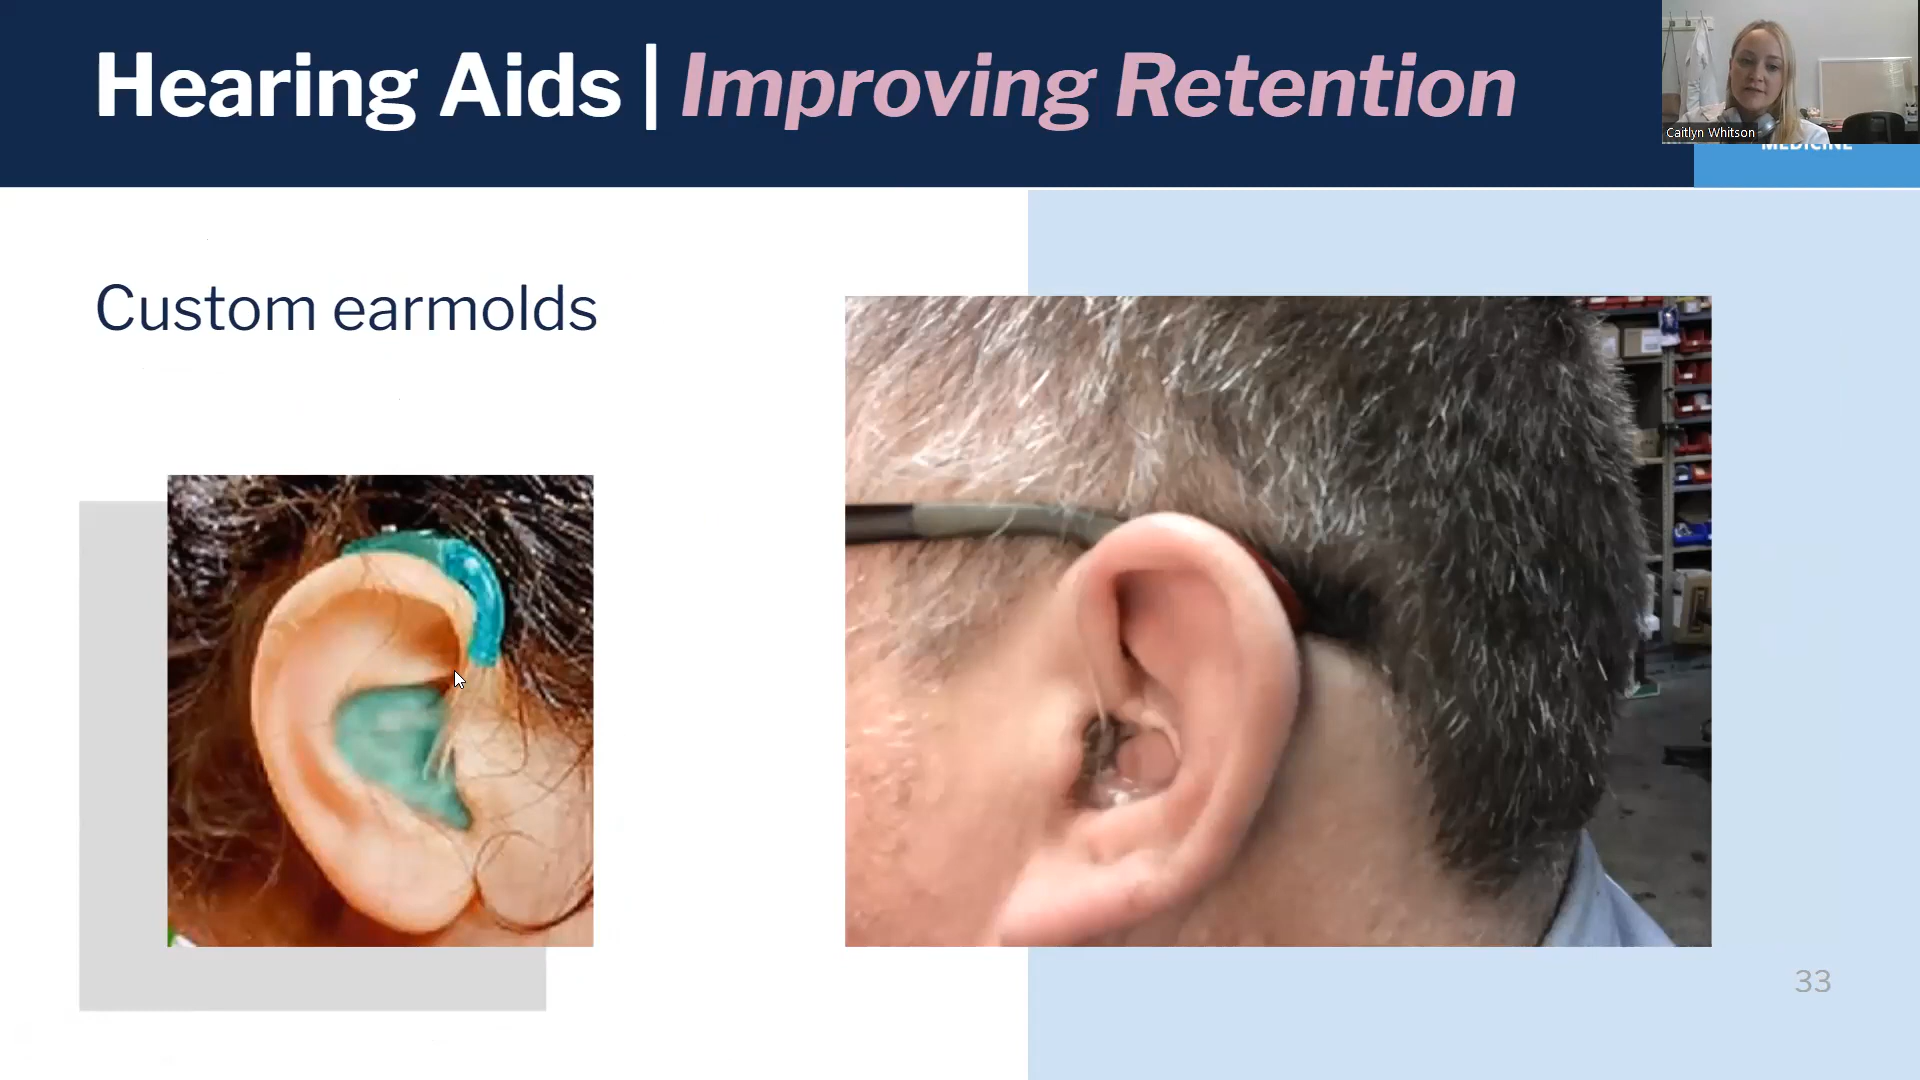 Hearing Aids | Improving Retention
Caitlyn Whitson
MEDICINE
Custom earmolds
33